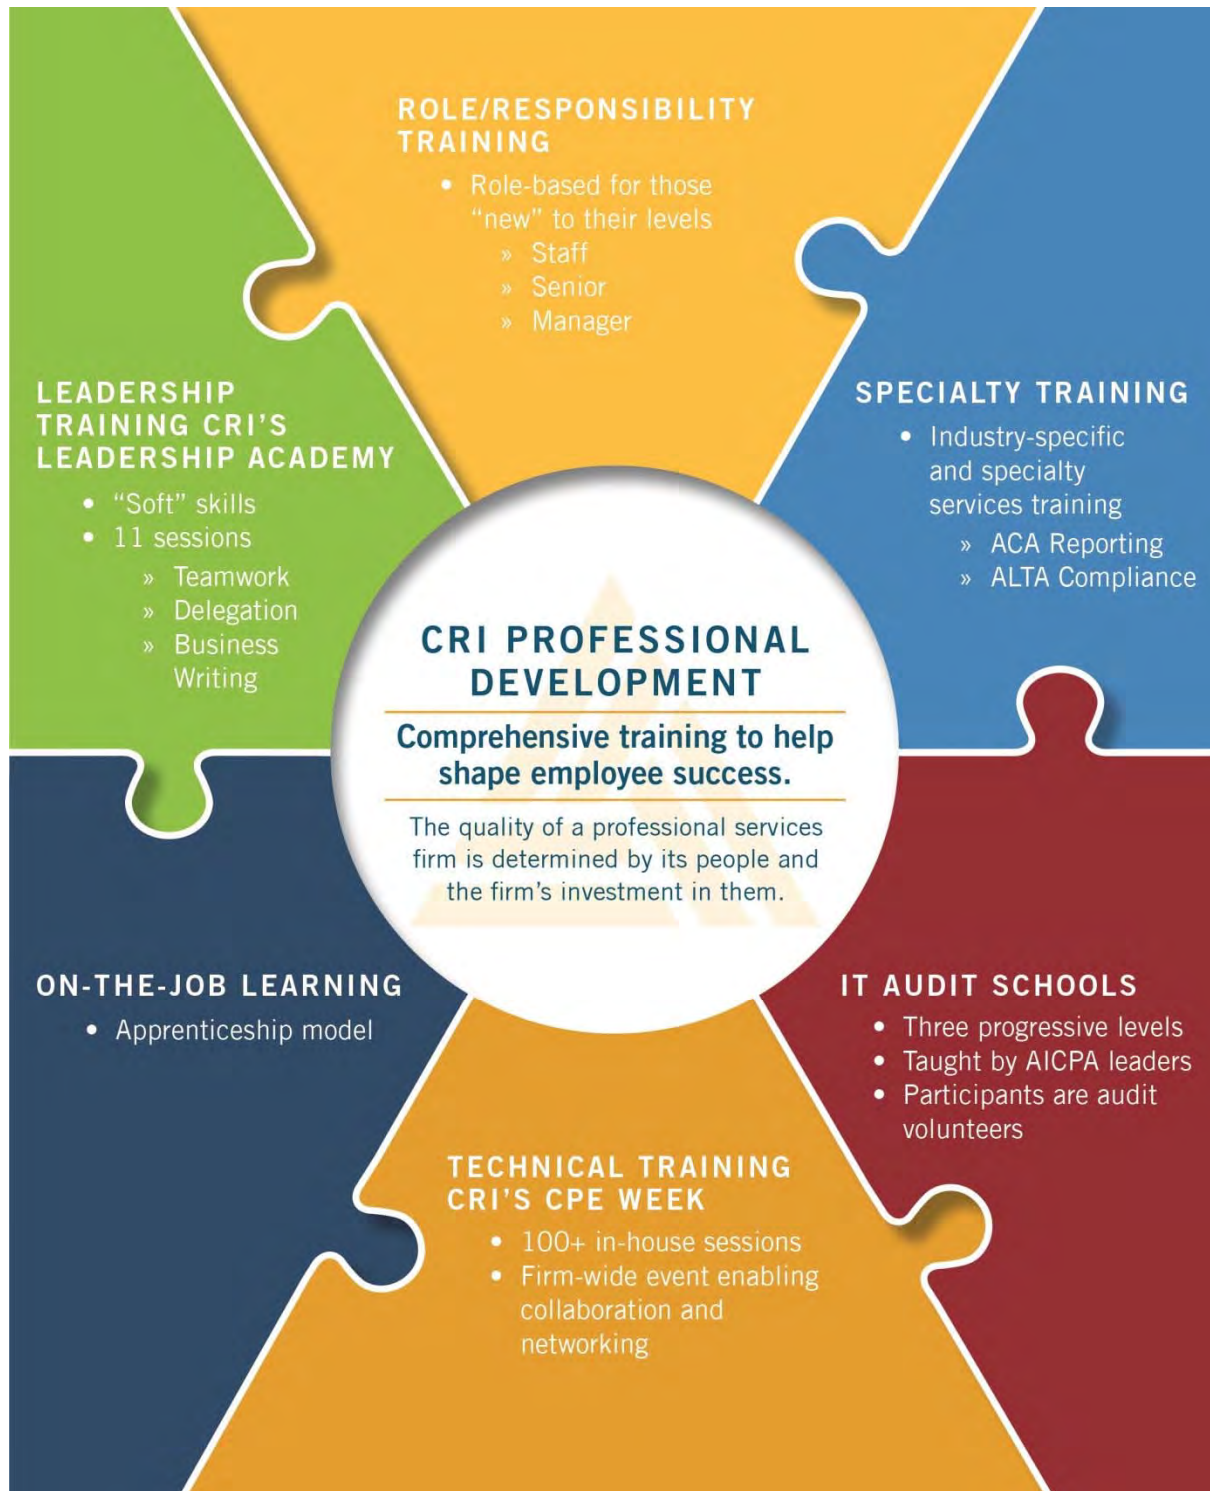 ROLE/RESPONSIBILITY
TRAINING
• Role-based for those
“new” to their levels
» Staff
» Senior
» Manager
LEADERSHIP
TRAINING CRI’S
LEADERSHIP ACADEMY
• “Soft” skills
• 11 sessions
» Teamwork
» Delegation
» Business
Writing
SPECIALTY TRAINING
• Industry-specific
and specialty
services training
» ACA Reporting
» ALTA Compliance
CRI PROFESSIONAL
DEVELOPMENT
Comprehensive training to help
shape employee success.
The quality of a professional services
firm is determined by its people and
the firm’s investment in them.
ON-THE-JOB LEARNING
• Apprenticeship model
IT AUDIT SCHOOLS
• Three progressive levels
• Taught by AICPA leaders
• Participants are audit
volunteers
TECHNICAL TRAINING
CRI’S CPE WEEK
• 100+ in-house sessions
• Firm-wide event enabling
collaboration and
networking